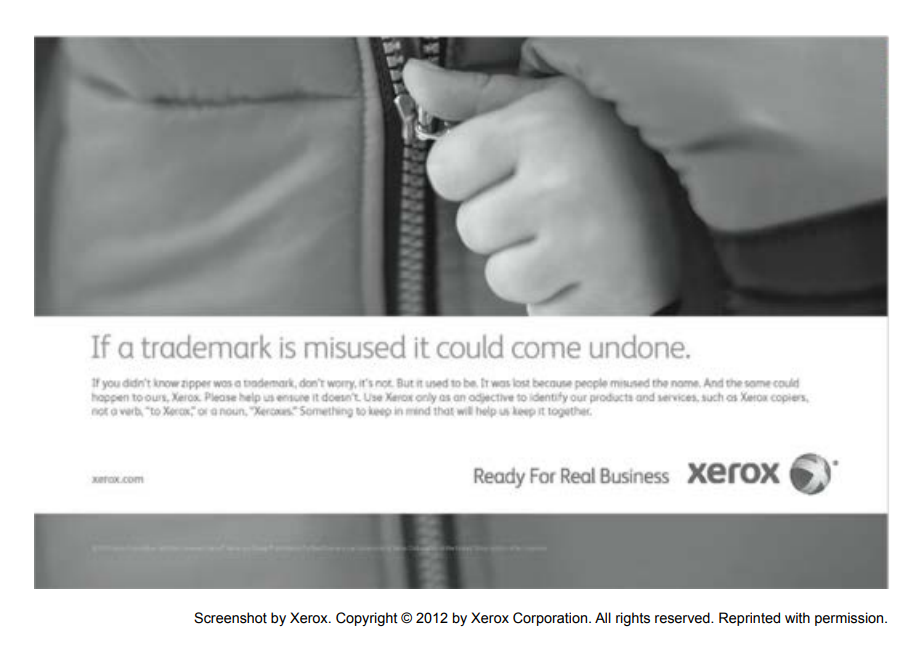 If a trademark is misused it could come undone.
If you didn't know zipper was a trademark, don't worry, it's not. But it used to be. It was lost because people misused the name. And the same could
happen to ours, Xerox. Please help us ensure it doesn't. Use Xerox only as an adjective to identify our products and services, such as Xerox copiers,
not a verb, "to Xerox," or a noun, "Xeroxes." Something to keep in mind that will help us keep it together.
xerox.com
Ready For Real Business xerox ®
Screenshot by Xerox. Copyright © 2012 by Xerox Corporation. All rights reserved. Reprinted with permission.